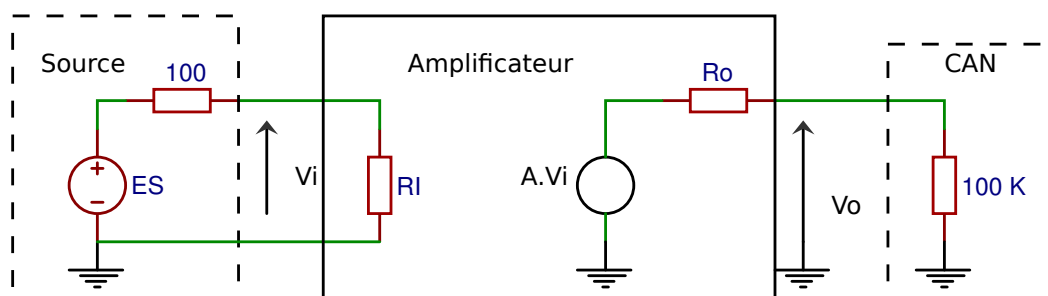 Source
Amplificateur
CAN
100
Ro
+
−
ES
Vi
RI
A.Vi
Vo
100 K